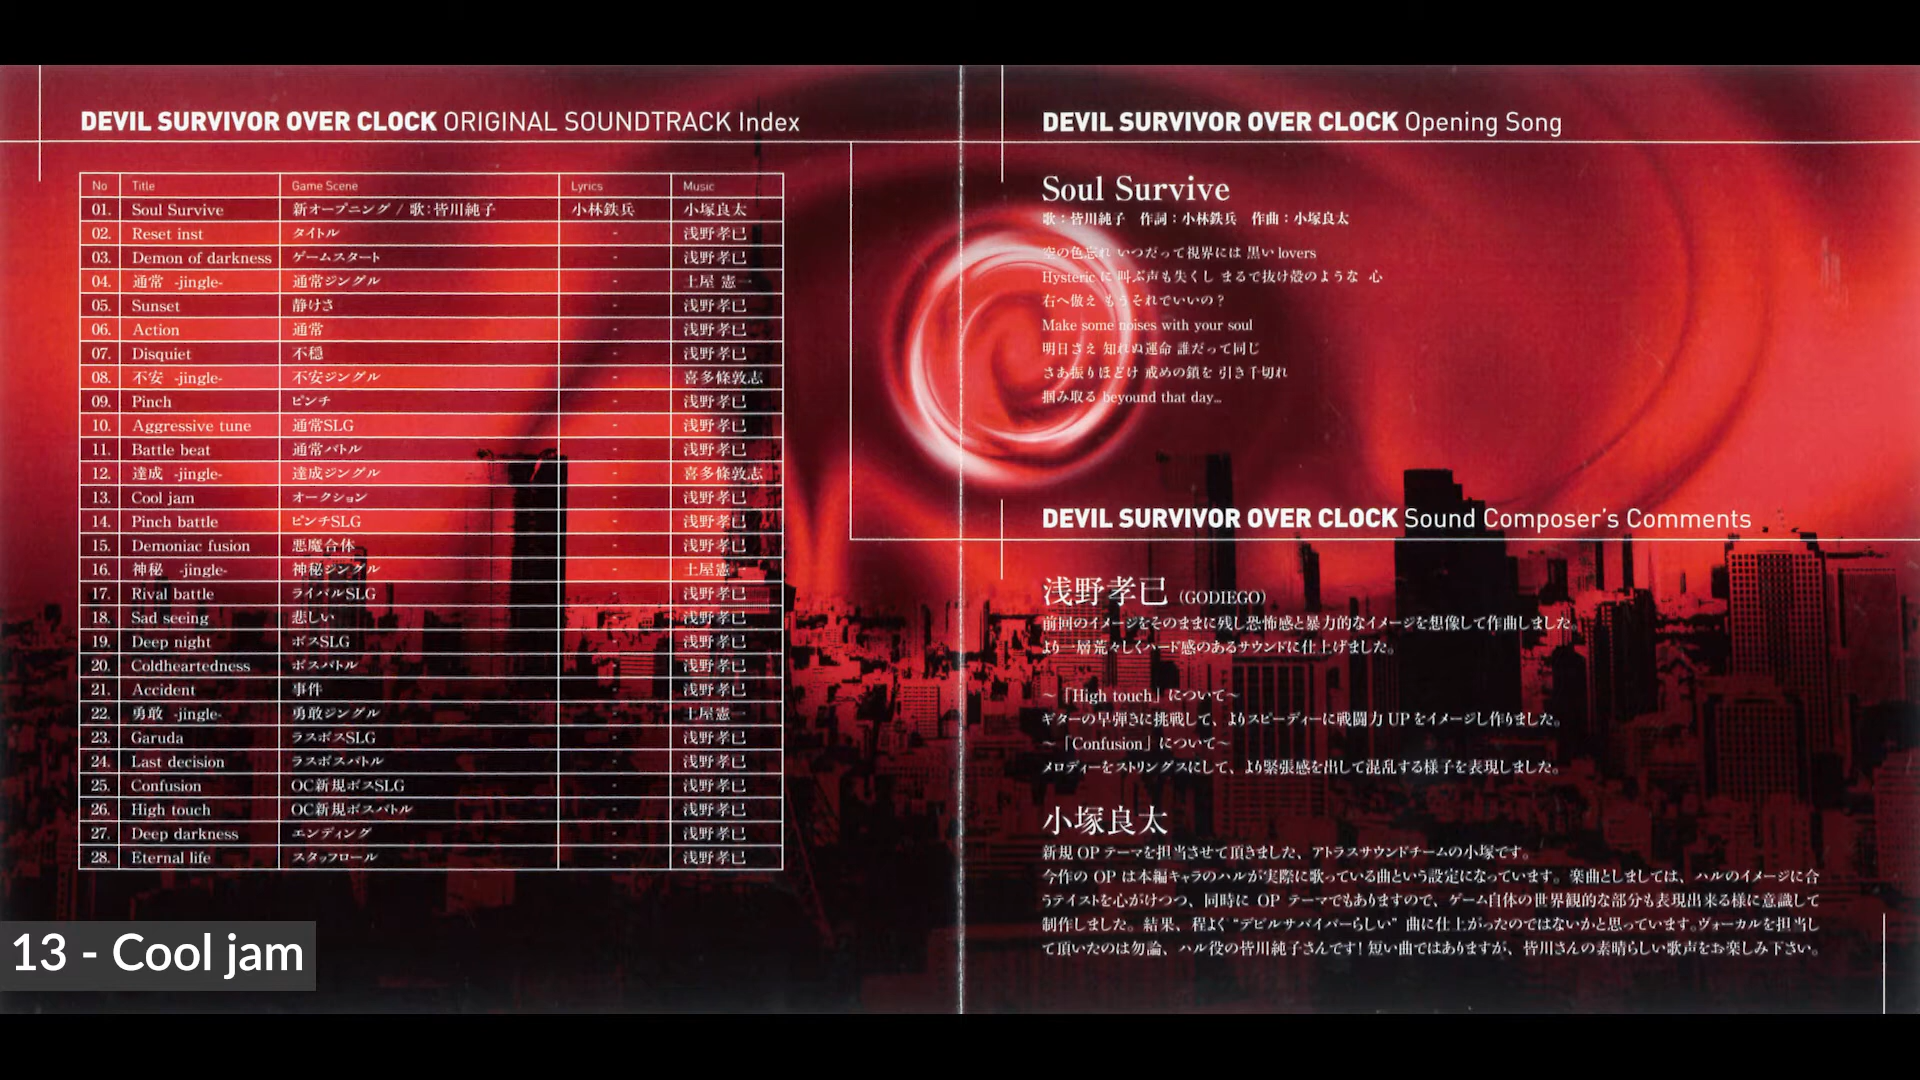 DEVIL SURVIVOR OVER CLOCK ORIGINAL SOUNDTRACK Index
No Title Game Scene Lyrics Music
01. Soul Survive 新オープニング / 歌:皆川純子 小林鉄兵 小塚良太
02. Reset inst タイトル - 浅野孝已
03. Demon of darkness ゲームスタート - 浅野孝已
04. 通常 -jingle- 通常ジングル - 土屋 憲一
05. Sunset 静けさ - 浅野孝已
06. Action 通常 - 浅野孝已
07. Disquiet 不穏 - 浅野孝已
08. 不安 -jingle- 不安ジングル - 喜多條敦志
09. Pinch ピンチ - 浅野孝已
10. Aggressive tune 通常SLG - 浅野孝已
11. Battle beat 通常バトル - 浅野孝已
12. 達成 -jingle- 達成ジングル - 喜多條敦志
13. Cool jam オークション - 浅野孝已
14. Pinch battle ピンチSLG - 浅野孝已
15. Demoniac fusion 悪魔合体 - 浅野孝已
16. 神秘 -jingle- 神秘ジングル - 土屋憲一
17. Rival battle ライバルSLG - 浅野孝已
18. Sad seeing 悲しい - 浅野孝已
19. Deep night ボスSLG - 浅野孝已
20. Coldheartedness ボスバトル - 浅野孝已
21. Accident 事件 - 浅野孝已
22. 勇敢 -jingle- 勇敢ジングル - 土屋憲一
23. Garuda ラスボスSLG - 浅野孝已
24. Last decision ラスボスバトル - 浅野孝已
25. Confusion OC新規ボスSLG - 浅野孝已
26. High touch OC新規ボスバトル - 浅野孝已
27. Deep darkness エンディング - 浅野孝已
28. Eternal life スタッフロール - 浅野孝已
DEVIL SURVIVOR OVER CLOCK Opening Song
Soul Survive
歌：皆川純子 作詞：小林鉄兵 作曲：小塚良太
空の色忘れ いつだって視界には 黒い lovers
Hysteric に 叫ぶ声も失くし まるで抜け殻のような 心
右へ倣え もうそれでいいの？
Make some noises with your soul
明日さえ 知れぬ運命 誰だって同じ
さあ振りほどけ 戒めの鎖を 引き千切れ
掴み取る beyound that day...
DEVIL SURVIVOR OVER CLOCK Sound Composer's Comments
浅野孝已 (GODIEGO)
前回のイメージをそのままに残し恐怖感と暴力的なイメージを想像して作曲しました。
より一層荒々しくハード感のあるサウンドに仕上げました。
～「High touch」について～
ギターの早弾きに挑戦して、よりスピーディーに戦闘力 UP をイメージし作りました。
～「Confusion」について～
メロディーをストリングスにして、より緊張感を出して混乱する様子を表現しました。
小塚良太
新規 OP テーマを担当させて頂きました、アトラスサウンドチームの小塚です。
今作の OP は本編キャラのハルが実際に歌っている曲という設定になっています。楽曲としましては、ハルのイメージに合
うテイストを心がけつつ、同時に OP テーマでもありますので、ゲーム自体の世界観的な部分も表現出来る様に意識して
制作しました。結果、程よく“デビルサバイバーらしい” 曲に仕上がったのではないかと思っています。ヴォーカルを担当し
て頂いたのは勿論、ハル役の皆川純子さんです！短い曲ではありますが、皆川さんの素晴らしい歌声をお楽しみ下さい。
13 - Cool jam